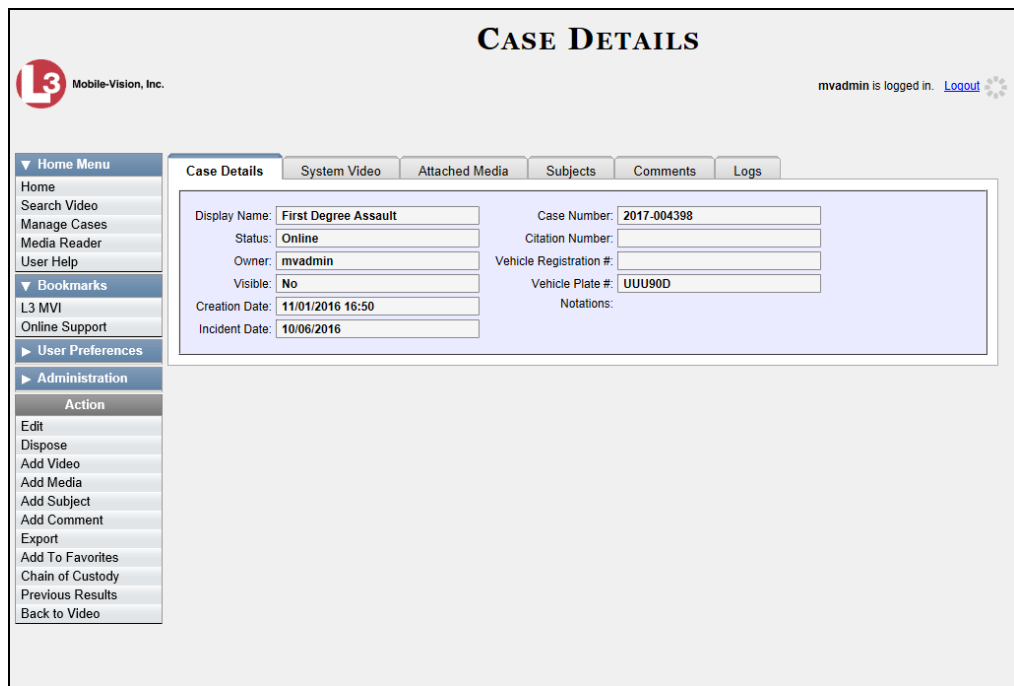 CASE DETAILS
L3 Mobile-Vision, Inc.
mvadmin is logged in. Logout
▼ Home Menu
Home
Search Video
Manage Cases
Media Reader
User Help
▼ Bookmarks
L3 MVI
Online Support
▶ User Preferences
▶ Administration
Action
Edit
Dispose
Add Video
Add Media
Add Subject
Add Comment
Export
Add To Favorites
Chain of Custody
Previous Results
Back to Video
Case Details System Video Attached Media Subjects Comments Logs
Display Name: First Degree Assault Case Number: 2017-004398
Status: Online Citation Number:
Owner: mvadmin Vehicle Registration #:
Visible: No Vehicle Plate #: UUU90D
Creation Date: 11/01/2016 16:50 Notations:
Incident Date: 10/06/2016